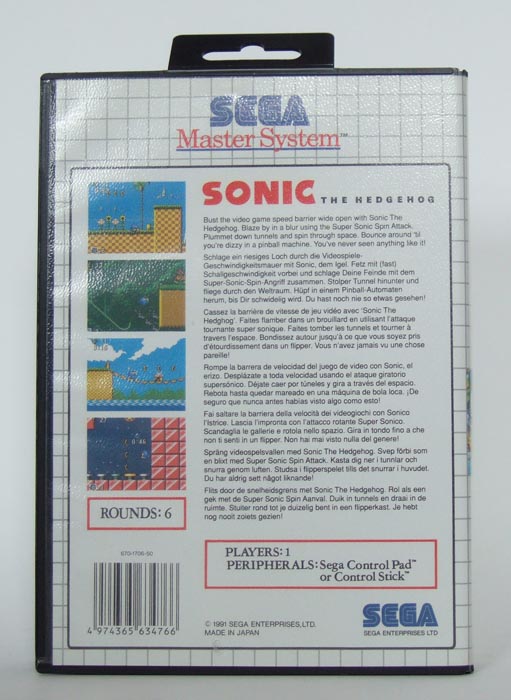 SEGA
Master System™
SONIC THE HEDGEHOG
Bust the video game speed barrier wide open with Sonic The
Hedgehog. Blaze by in a blur using the Super Sonic Spin Attack.
Plummet down tunnels and spin through space. Bounce around 'til
you're dizzy in a pinball machine. You've never seen anything like it!
Schlage ein riesiges Loch durch die Videospiele-
Geschwindigkeitsmauer mit Sonic, dem Igel. Fetz mit (fast)
Schallgeschwindigkeit vorbei und schlage Deine Feinde mit dem
Super-Sonic-Spin-Angriff zusammen. Stolper Tunnel hinunter und
fliege durch den Weltraum. Hüpf in einem Pinball-Automaten
herum, bis Dir schwidelig wird. Du hast noch nie so etwas gesehen!
Cassez la barrière de vitesse de jeu vidéo avec 'Sonic The
Hedghog'. Faites flamber dans un brouillard en utilisant l'attaque
tournante super sonique. Faites tomber les tunnels et tournez à
travers l'espace. Bondissez autour jusqu'à ce que vous soyez pris
d'étourdissement dans un flipper. Vous n'avez jamais vu une chose
pareille!
Rompe la barrera de velocidad del juego de video con Sonic, el
erizo. Desplázate a toda velocidad usando el ataque giratorio
supersónico. Déjate caer por túneles y gira a través del espacio.
Rebota hasta quedar mareado en una máquina de bola loca. ¡De
seguro que nunca antes habías visto algo como esto!
Fai saltare la barriera della velocità dei videogiochi con Sonico
l'Istrice. Lascia l'impronta con l'attacco rotante Super Sonico.
Scandaglia le gallerie e rotola nello spazio. Gira in tondo fino a che
non ti senti in un flipper. Non hai mai visto nulla del genere!
Spräng videospelsvallen med Sonic The Hedgehog. Svep förbi som
en blixt med Super Sonic Spin Attack. Kasta dig ner i tunnlar och
snurra genom luften. Studsa i flipperspelet tills det snurrar i huvudet.
Du har aldrig sett något liknande!
Flits door de snelheidsgrens met Sonic The Hedgehog. Rol als een
gek met de Super Sonic Spin Aanval. Duik in tunnels en draai in de
ruimte. Stuiter rond tot je duizelig bent in een flipperkast. Je hebt
nog nooit zoiets gezien!
ROUNDS: 6
PLAYERS: 1
PERIPHERALS: Sega Control Pad™
or Control Stick™
670-1706-50
4 974365 634766
© 1991 SEGA ENTERPRISES, LTD.
MADE IN JAPAN
SEGA
SEGA ENTERPRISES LTD